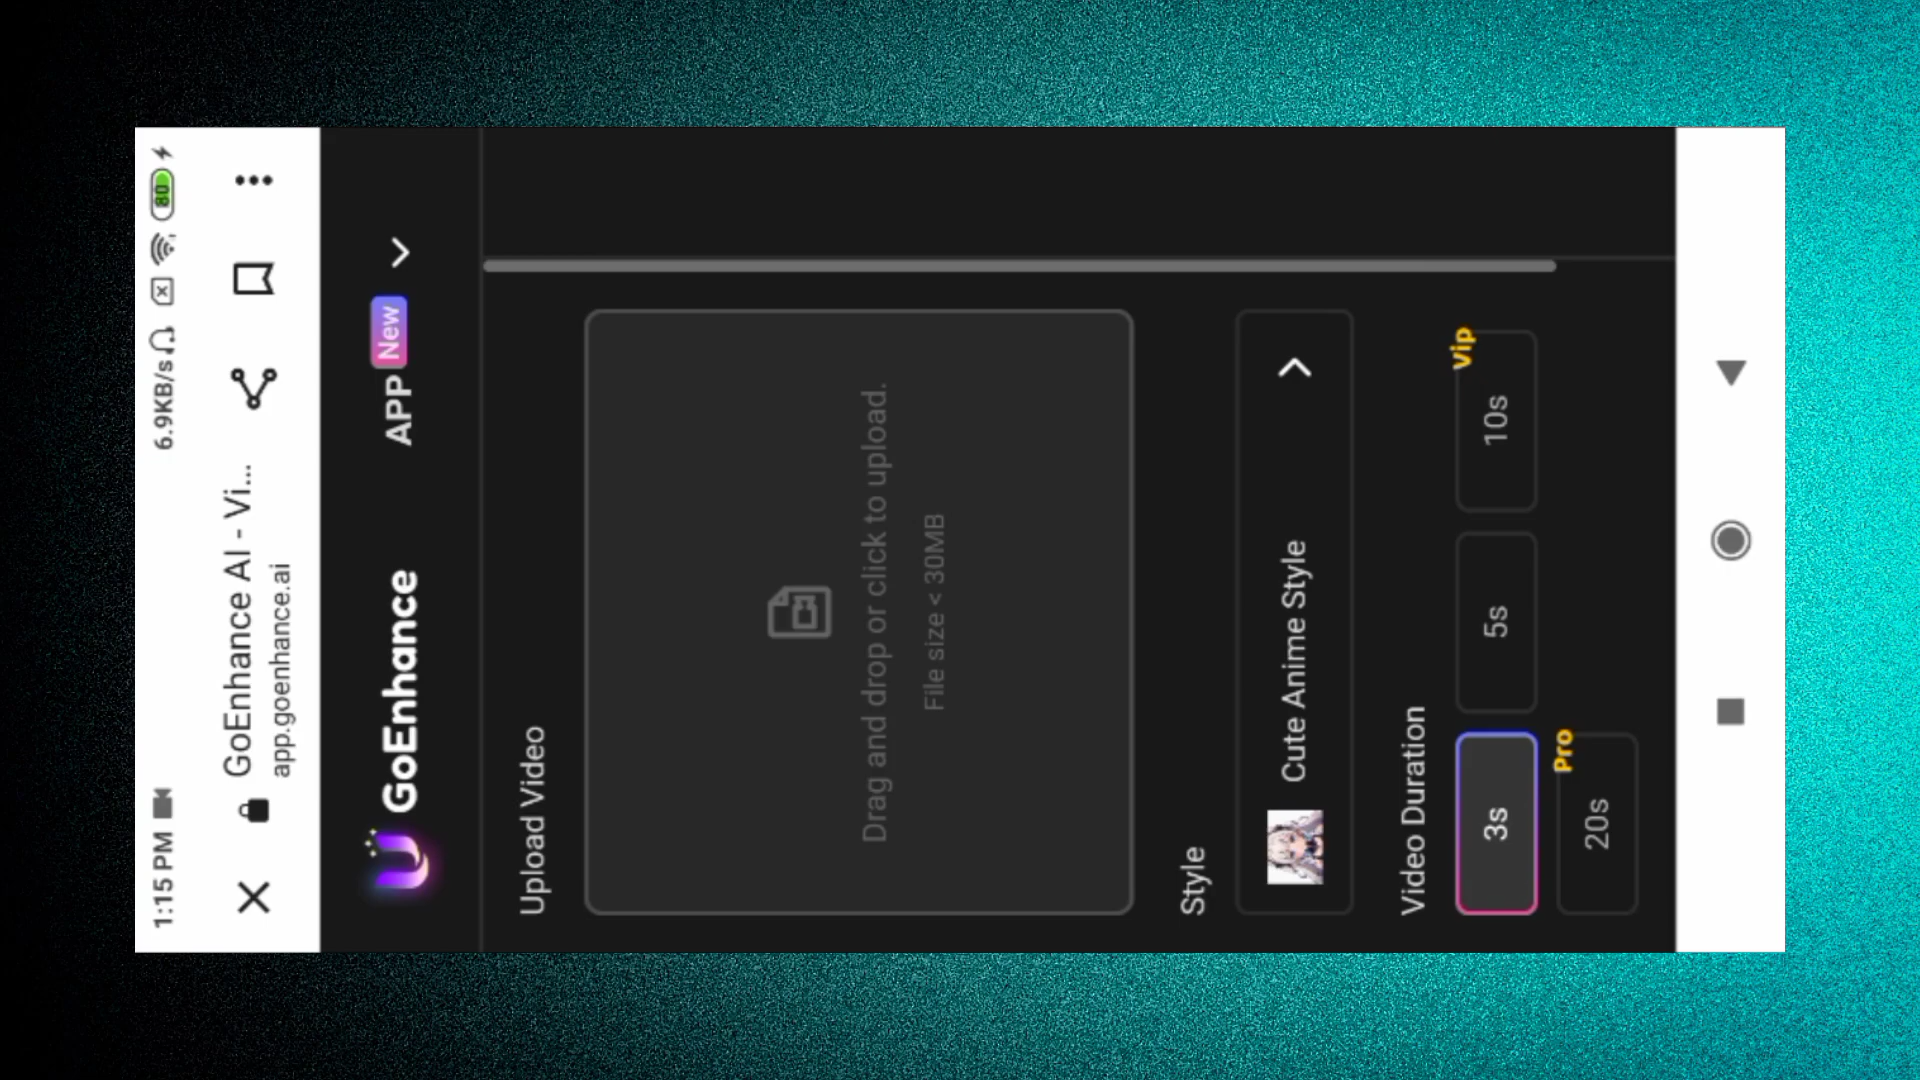 1:15 PM 6.9KB/s 80
GoEnhance AI - Vi...
app.goenhance.ai
GoEnhance APP New
Upload Video
Drag and drop or click to upload.
File size < 30MB
Style
Cute Anime Style
Video Duration
3s 5s 10s Vip
20s Pro